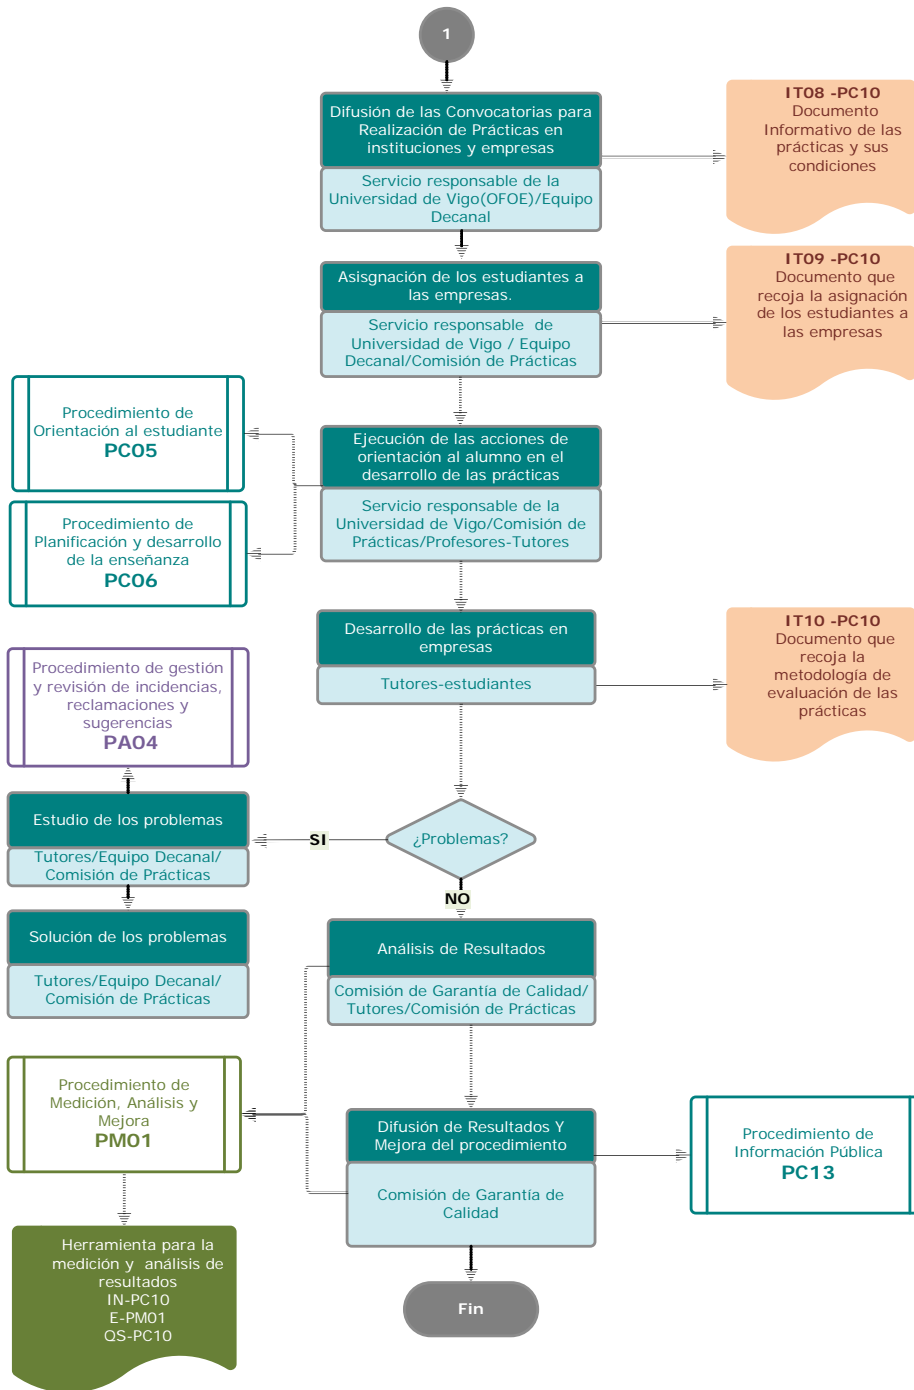 1
Difusión de las Convocatorias para
Realización de Prácticas en
instituciones y empresas
Servicio responsable de la
Universidad de Vigo(OFOE)/Equipo
Decanal
IT08 -PC10
Documento
Informativo de las
prácticas y sus
condiciones
Asisgnación de los estudiantes a
las empresas.
Servicio responsable de
Universidad de Vigo / Equipo
Decanal/Comisión de Prácticas
IT09 -PC10
Documento que
recoja la asignación
de los estudiantes a
las empresas
Procedimiento de
Orientación al estudiante
PC05
Ejecución de las acciones de
orientación al alumno en el
desarrollo de las prácticas
Servicio responsable de la
Universidad de Vigo/Comisión de
Prácticas/Profesores-Tutores
Procedimiento de
Planificación y desarrollo
de la enseñanza
PC06
Desarrollo de las prácticas en
empresas
Tutores-estudiantes
IT10 -PC10
Documento que
recoja la
metodología de
evaluación de las
prácticas
Procedimiento de gestión
y revisión de incidencias,
reclamaciones y
sugerencias
PA04
¿Problemas?
SI
NO
Estudio de los problemas
Tutores/Equipo Decanal/
Comisión de Prácticas
Solución de los problemas
Tutores/Equipo Decanal/
Comisión de Prácticas
Análisis de Resultados
Comisión de Garantía de Calidad/
Tutores/Comisión de Prácticas
Procedimiento de
Medición, Análisis y
Mejora
PM01
Difusión de Resultados Y
Mejora del procedimiento
Comisión de Garantía de
Calidad
Procedimiento de
Información Pública
PC13
Herramienta para la
medición y análisis de
resultados
IN-PC10
E-PM01
QS-PC10
Fin